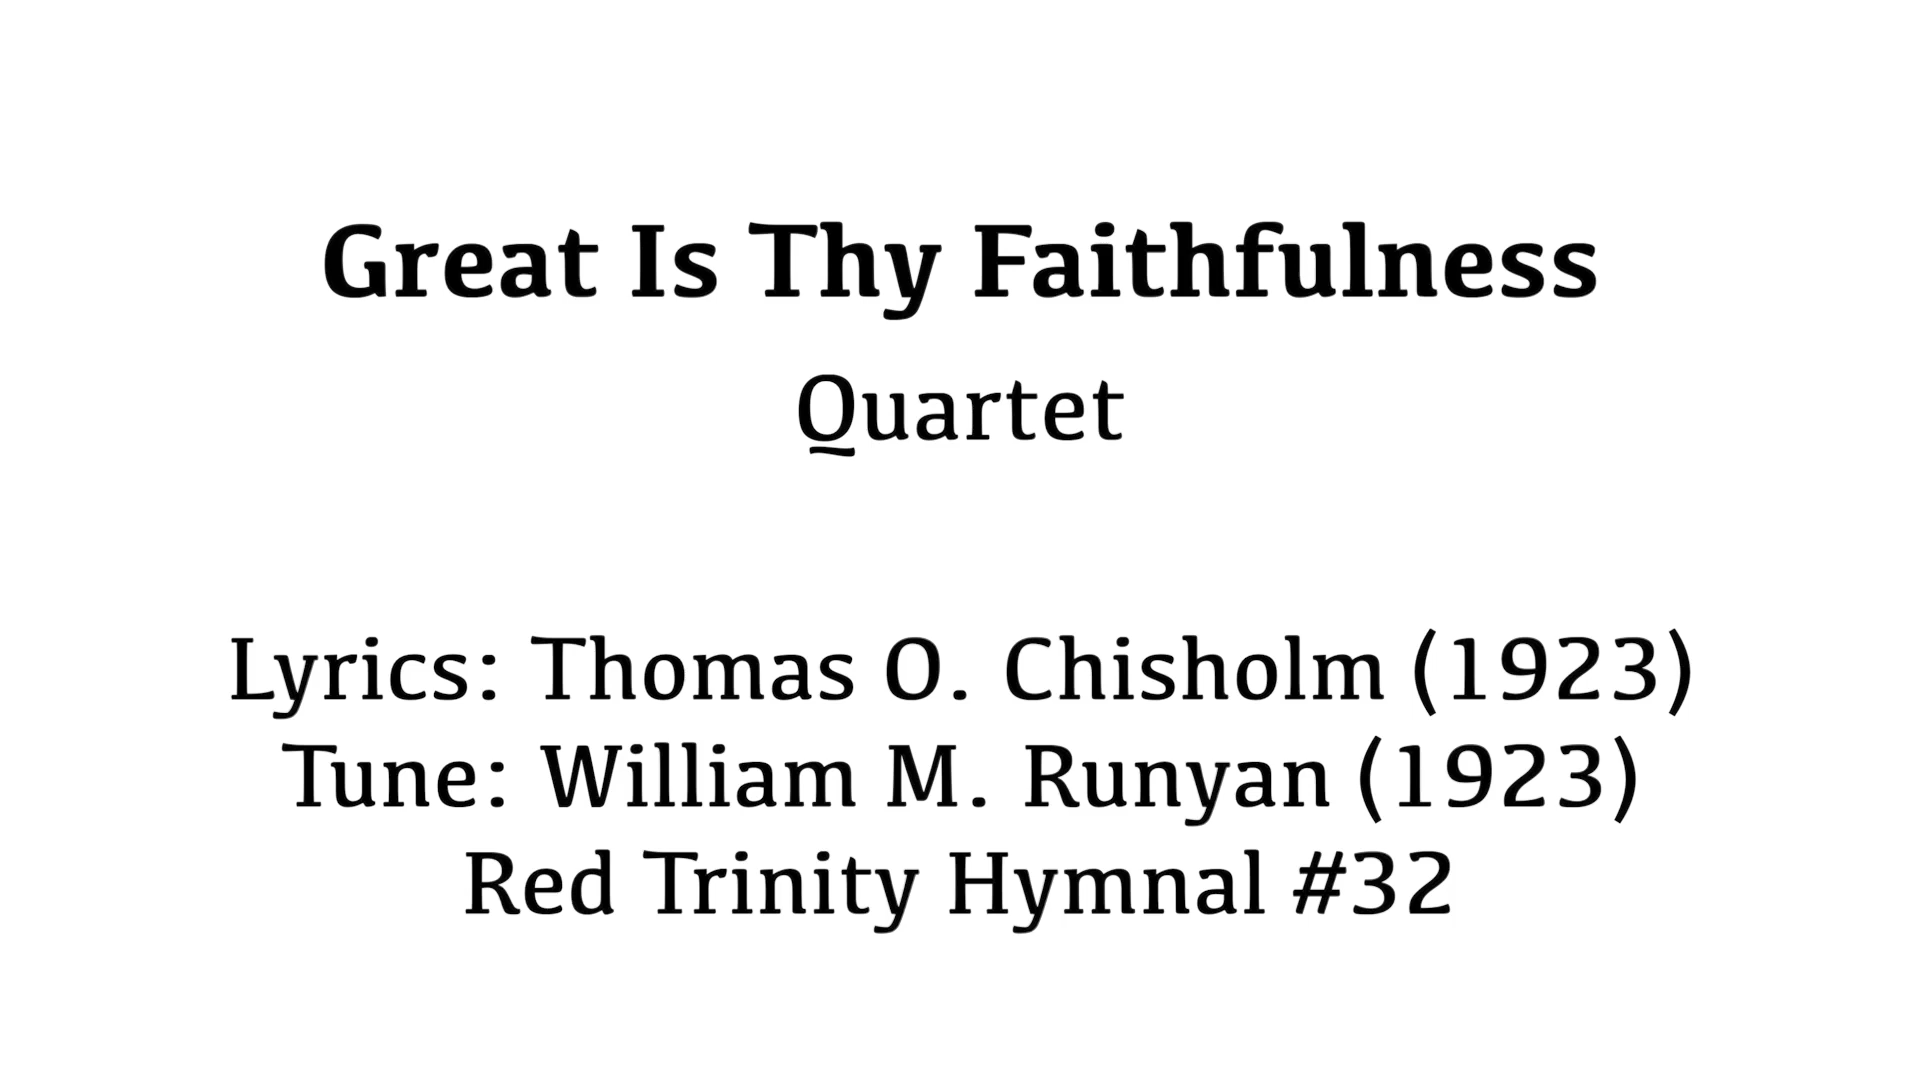 Great Is Thy Faithfulness
Quartet
Lyrics: Thomas O. Chisholm (1923)
Tune: William M. Runyan (1923)
Red Trinity Hymnal #32